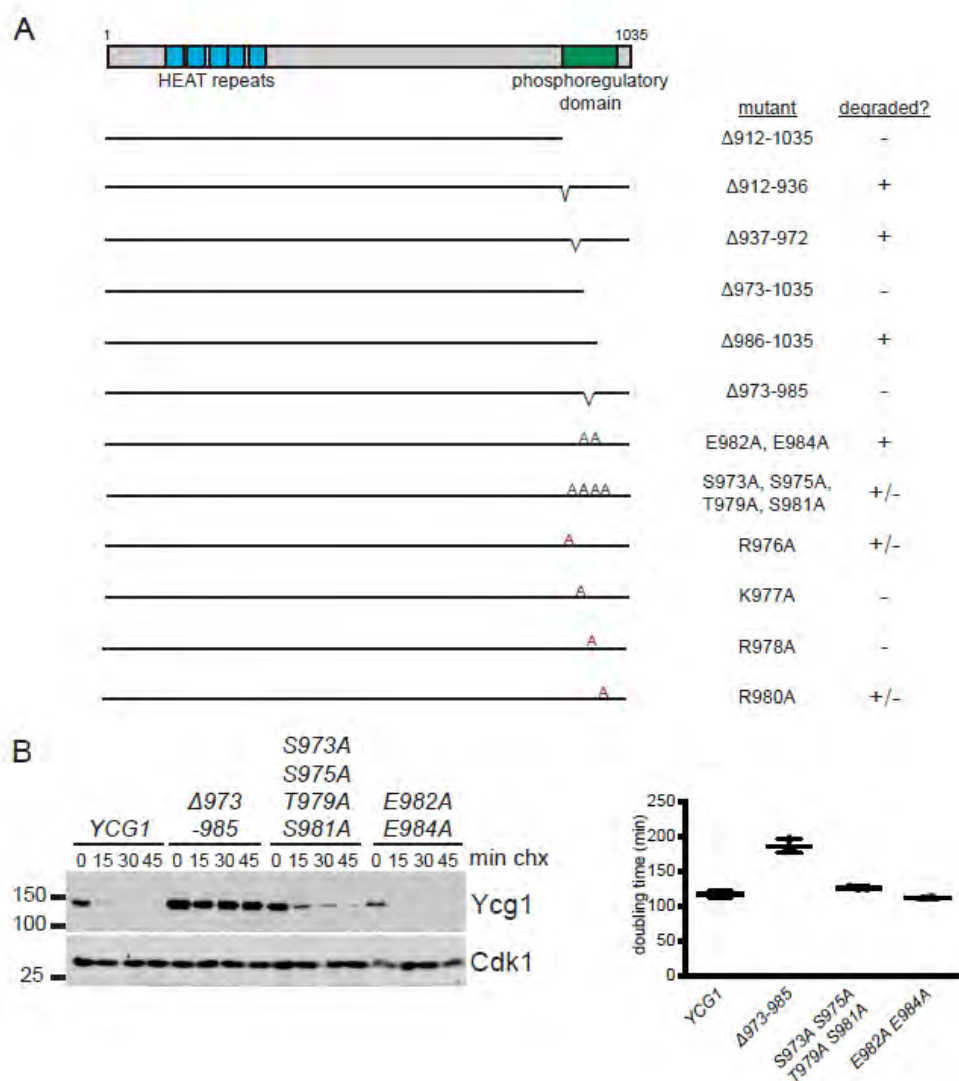 A
1 1035
HEAT repeats phosphoregulatory
domain
mutant degraded?
Δ912-1035 -
Δ912-936 +
Δ937-972 +
Δ973-1035 -
Δ986-1035 +
Δ973-985 -
AA E982A, E984A +
AAAA S973A, S975A,
T979A, S981A +/-
A R976A +/-
A K977A -
A R978A -
A R980A +/-
B
S973A
S975A
Δ973 T979A E982A
YCG1 -985 S981A E984A
0 15 30 45 0 15 30 45 0 15 30 45 0 15 30 45 min chx
150
100
Ycg1
25
Cdk1
doubling time (min)
250
200
150
100
50
0
YCG1
Δ973-985
S973A S975A
T979A S981A
E982A E984A